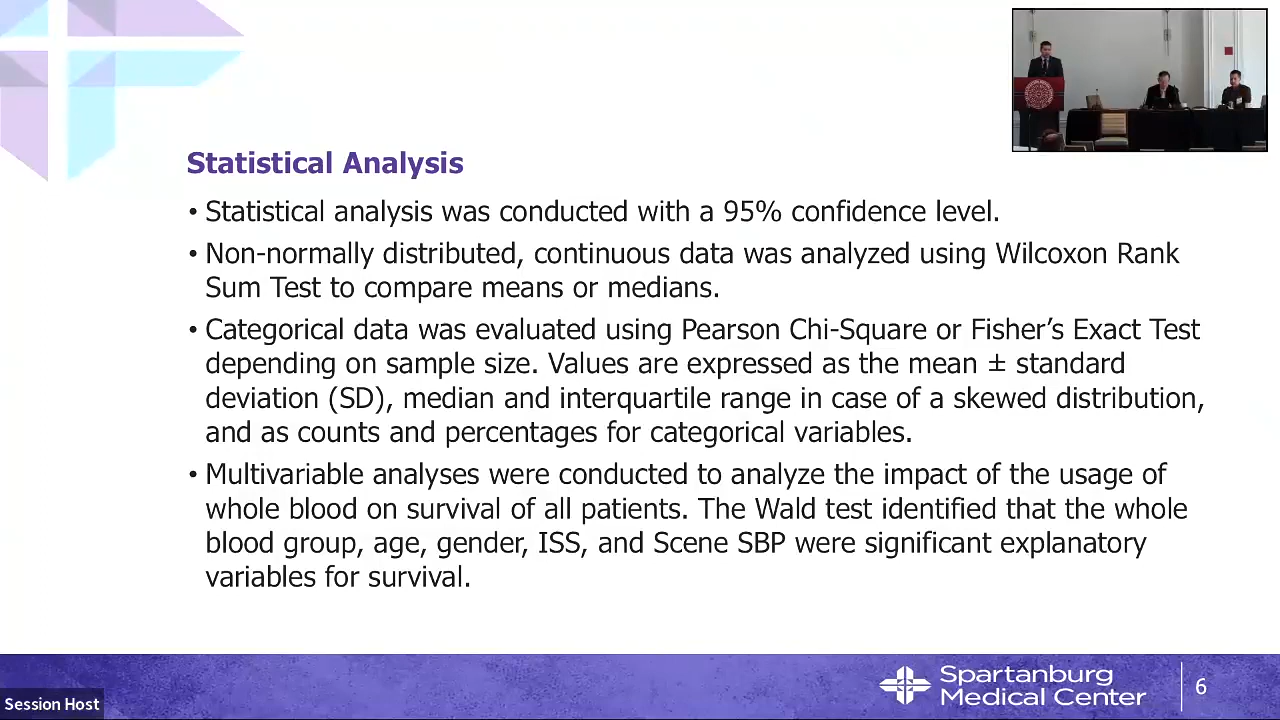 Statistical Analysis
• Statistical analysis was conducted with a 95% confidence level.
• Non-normally distributed, continuous data was analyzed using Wilcoxon Rank
Sum Test to compare means or medians.
• Categorical data was evaluated using Pearson Chi-Square or Fisher’s Exact Test
depending on sample size. Values are expressed as the mean ± standard
deviation (SD), median and interquartile range in case of a skewed distribution,
and as counts and percentages for categorical variables.
• Multivariable analyses were conducted to analyze the impact of the usage of
whole blood on survival of all patients. The Wald test identified that the whole
blood group, age, gender, ISS, and Scene SBP were significant explanatory
variables for survival.
Spartanburg
Medical Center
6
Session Host